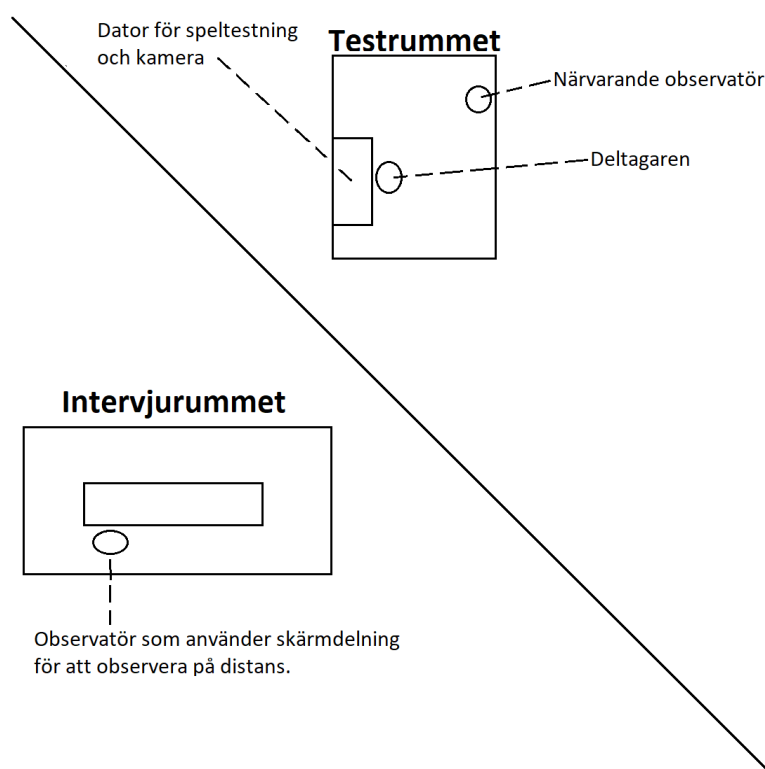 Dator för speltestning
och kamera
Testrummet
Närvarande observatör
Deltagaren
Intervjurummet
Observatör som använder skärmdelning
för att observera på distans.